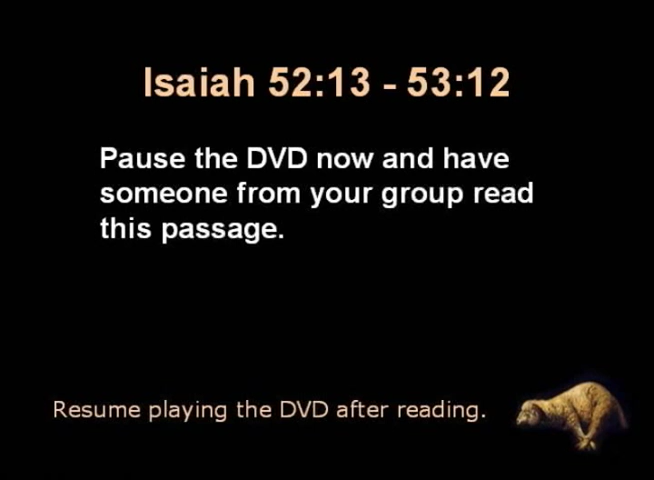 Isaiah 52:13 - 53:12
Pause the DVD now and have
someone from your group read
this passage.
Resume playing the DVD after reading.